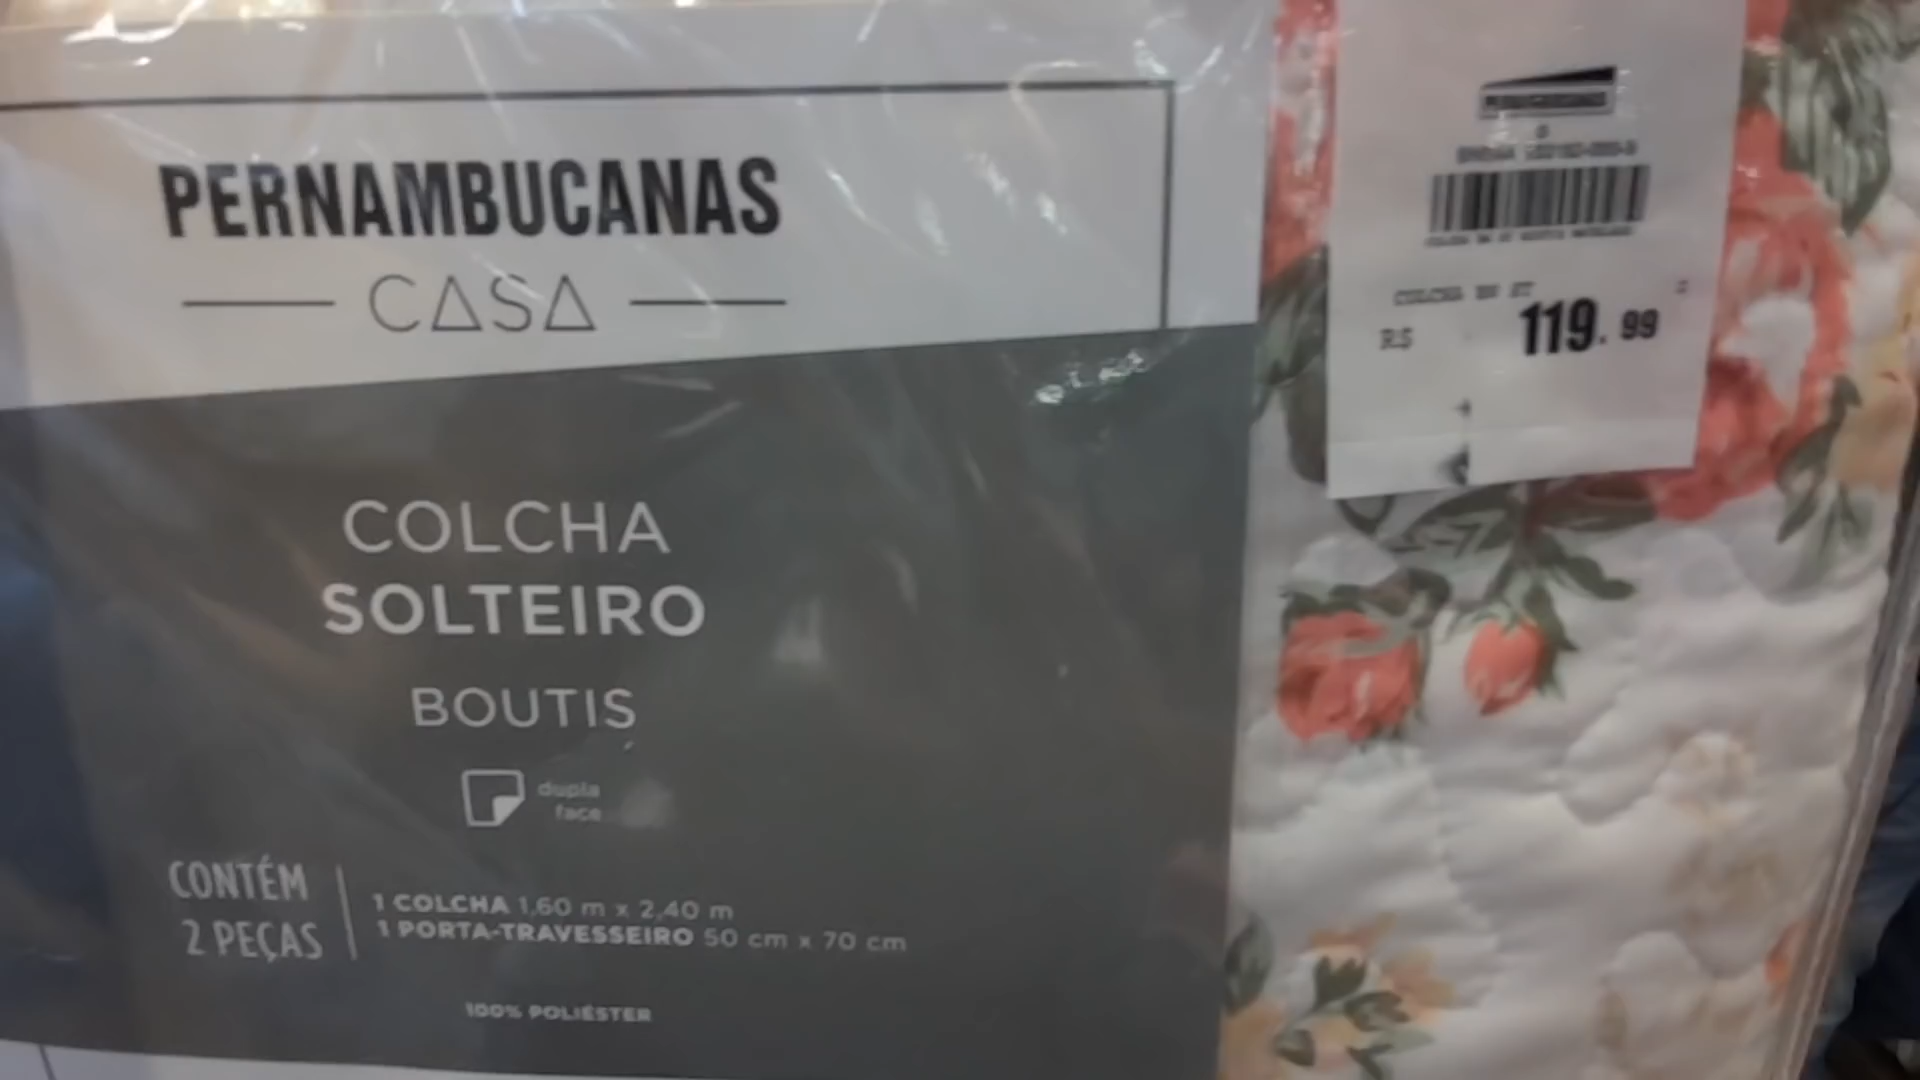 PERNAMBUCANAS
CASA
COLCHA
SOLTEIRO
BOUTIS
dupla
face
CONTÉM
2 PEÇAS
1 COLCHA 1,60 m x 2,40 m
1 PORTA-TRAVESSEIRO 50 cm x 70 cm
100% POLIÉSTER
COLCHA
R$ 119. 99